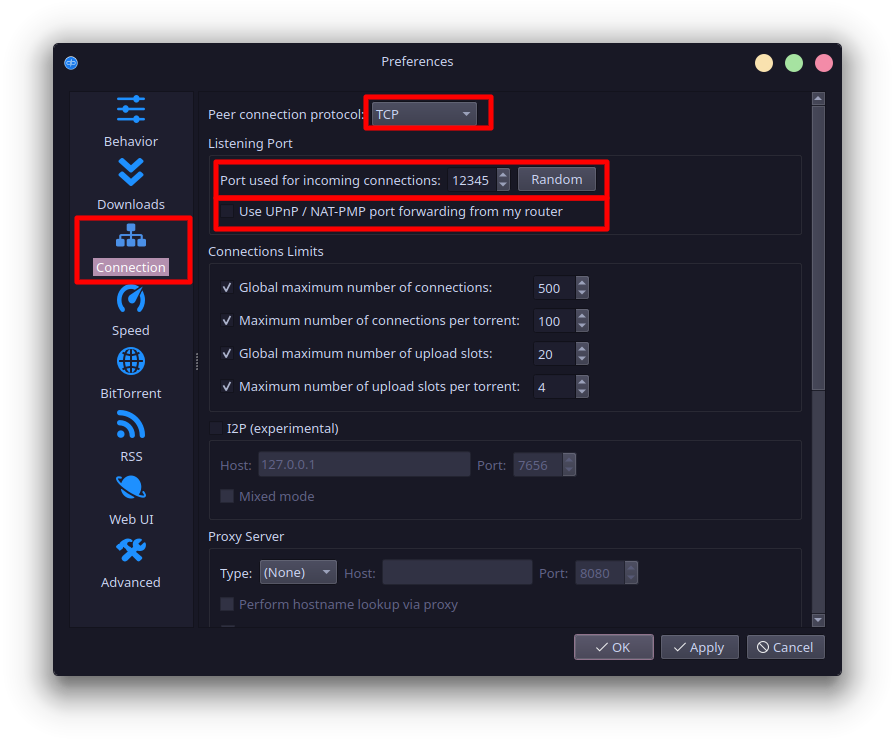 Preferences
Behavior
Downloads
Connection
Speed
BitTorrent
RSS
Web UI
Advanced
Peer connection protocol: TCP
Listening Port
Port used for incoming connections: 12345 Random
Use UPnP / NAT-PMP port forwarding from my router
Connections Limits
Global maximum number of connections: 500
Maximum number of connections per torrent: 100
Global maximum number of upload slots: 20
Maximum number of upload slots per torrent: 4
I2P (experimental)
Host: 127.0.0.1 Port: 7656
Mixed mode
Proxy Server
Type: (None) Host: Port: 8080
Perform hostname lookup via proxy
OK Apply Cancel